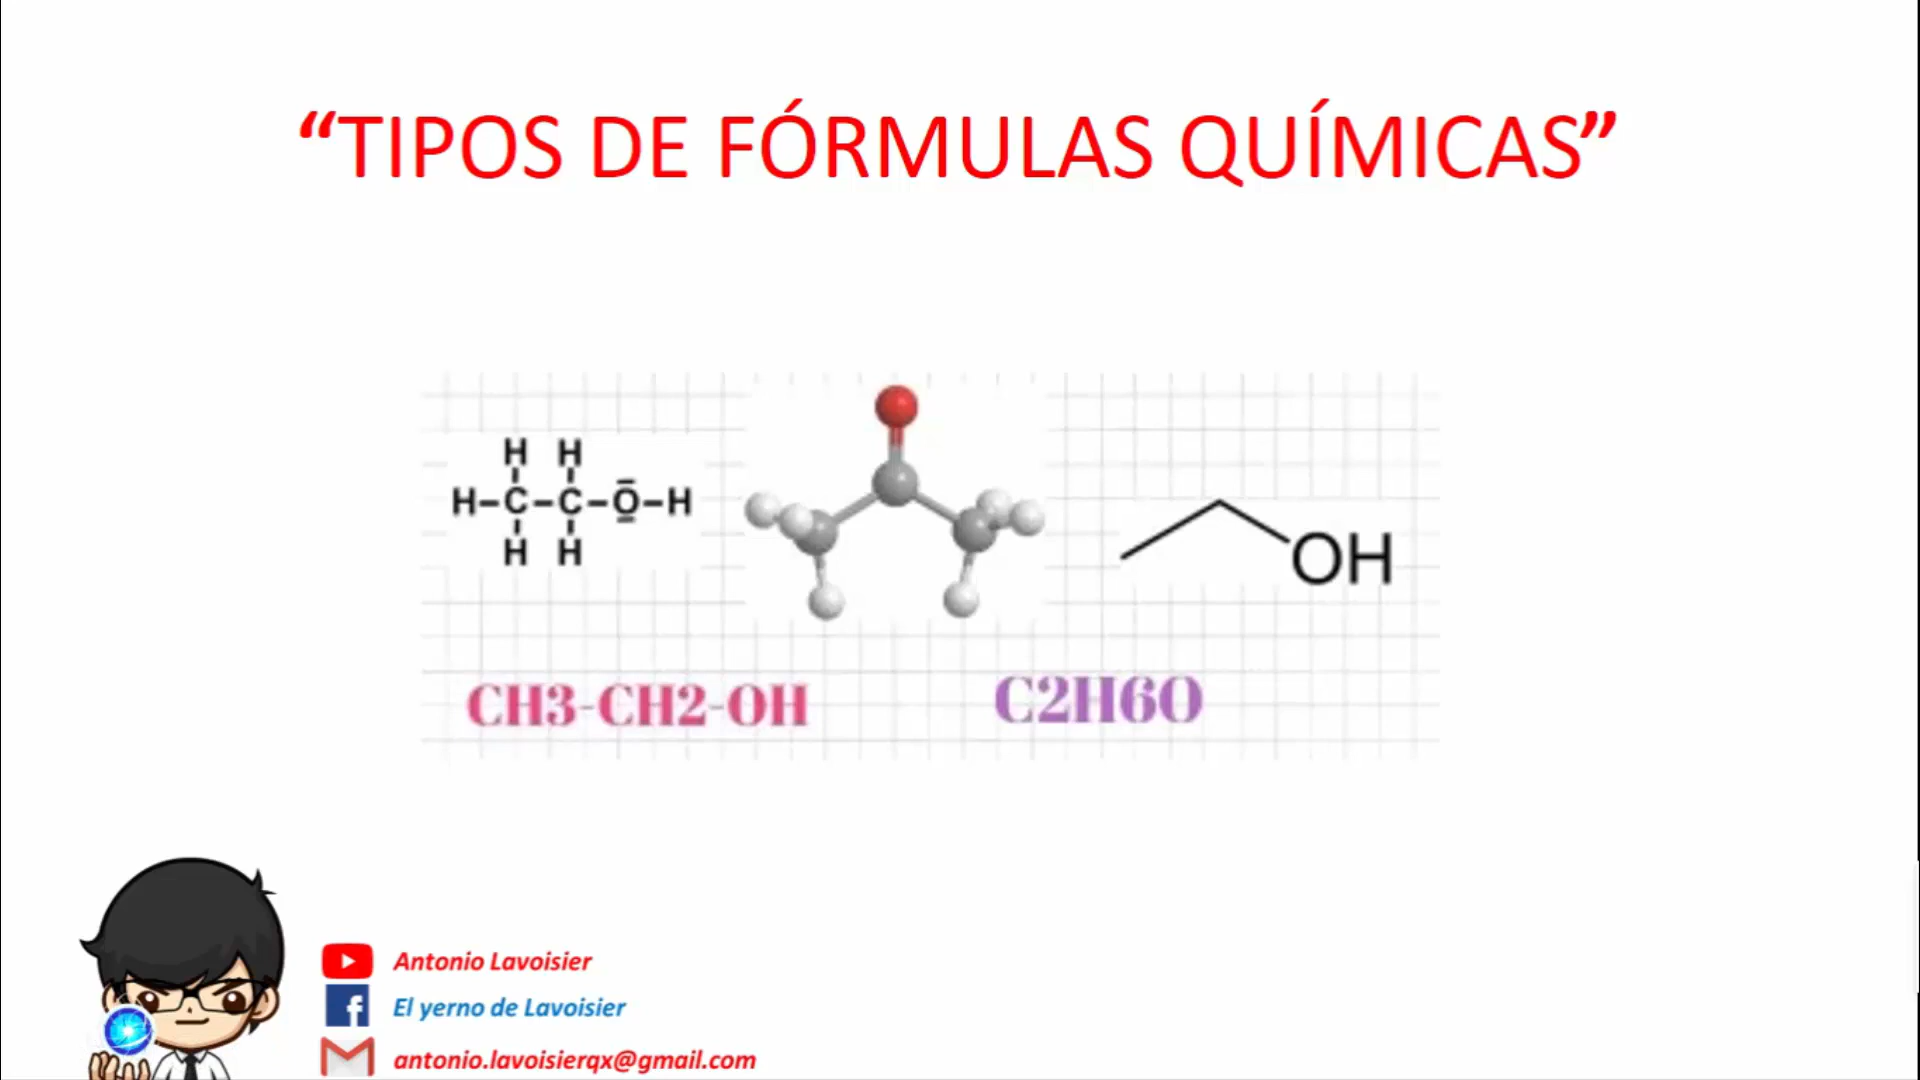 “TIPOS DE FÓRMULAS QUÍMICAS”
H H
H-C-C-O-H
H H
OH
CH3-CH2-OH
C2H6O
Antonio Lavoisier
El yerno de Lavoisier
antonio.lavoisierqx@gmail.com